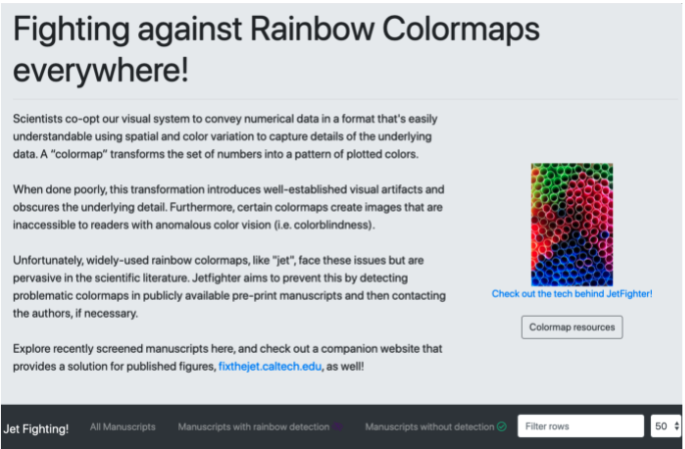 Fighting against Rainbow Colormaps
everywhere!
Scientists co-opt our visual system to convey numerical data in a format that's easily
understandable using spatial and color variation to capture details of the underlying
data. A "colormap" transforms the set of numbers into a pattern of plotted colors.
When done poorly, this transformation introduces well-established visual artifacts and
obscures the underlying detail. Furthermore, certain colormaps create images that are
inaccessible to readers with anomalous color vision (i.e. colorblindness).
Unfortunately, widely-used rainbow colormaps, like "jet", face these issues but are
pervasive in the scientific literature. Jetfighter aims to prevent this by detecting
problematic colormaps in publicly available pre-print manuscripts and then contacting
the authors, if necessary.
Explore recently screened manuscripts here, and check out a companion website that
provides a solution for published figures, fixthejet.caltech.edu, as well!
Check out the tech behind JetFighter!
Colormap resources
Jet Fighting! All Manuscripts Manuscripts with rainbow detection Manuscripts without detection Filter rows 50